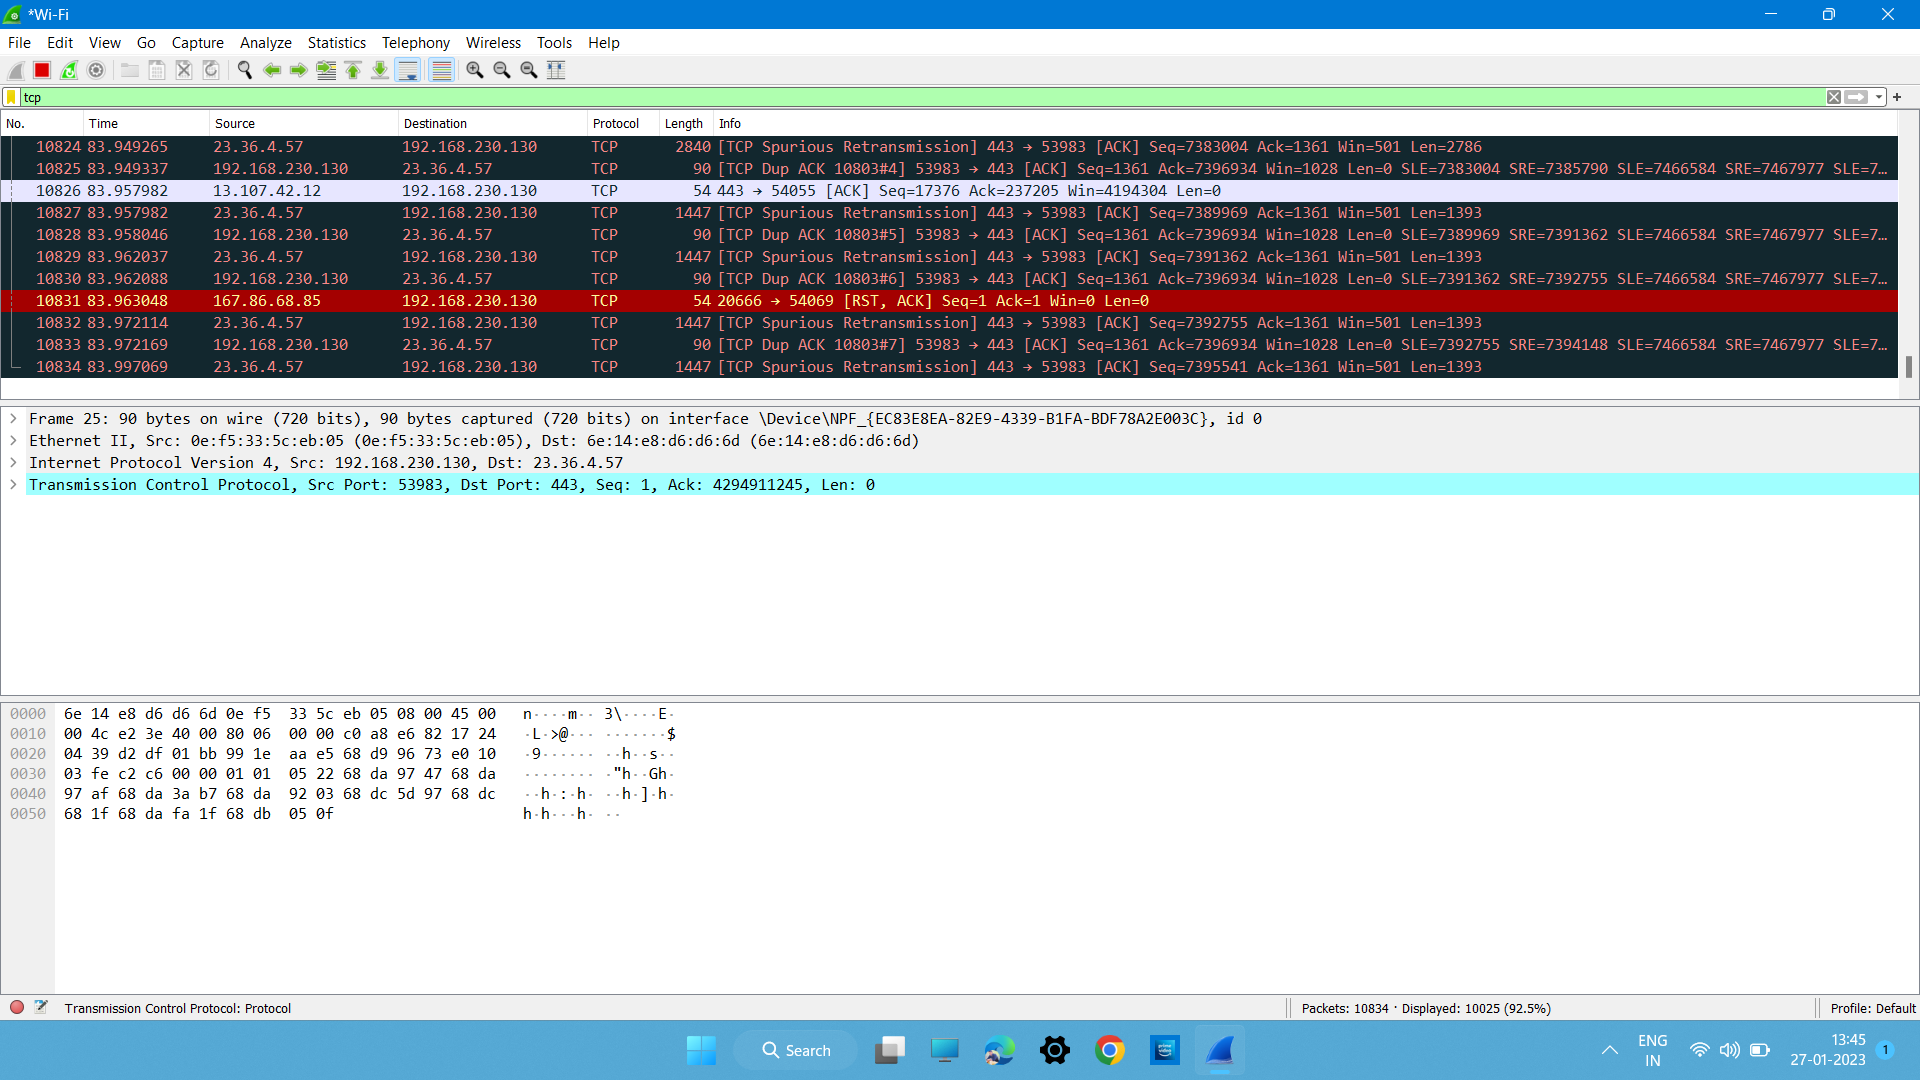 *Wi-Fi
File Edit View Go Capture Analyze Statistics Telephony Wireless Tools Help
tcp
No. Time Source Destination Protocol Length Info
10824 83.949265 23.36.4.57 192.168.230.130 TCP 2840 [TCP Spurious Retransmission] 443 → 53983 [ACK] Seq=7383004 Ack=1361 Win=501 Len=2786
10825 83.949337 192.168.230.130 23.36.4.57 TCP 90 [TCP Dup ACK 10803#4] 53983 → 443 [ACK] Seq=1361 Ack=7396934 Win=1028 Len=0 SLE=7383004 SRE=7385790 SLE=7466584 SRE=7467977 SLE=7…
10826 83.957982 13.107.42.12 192.168.230.130 TCP 54 443 → 54055 [ACK] Seq=17376 Ack=237205 Win=4194304 Len=0
10827 83.957982 23.36.4.57 192.168.230.130 TCP 1447 [TCP Spurious Retransmission] 443 → 53983 [ACK] Seq=7389969 Ack=1361 Win=501 Len=1393
10828 83.958046 192.168.230.130 23.36.4.57 TCP 90 [TCP Dup ACK 10803#5] 53983 → 443 [ACK] Seq=1361 Ack=7396934 Win=1028 Len=0 SLE=7389969 SRE=7391362 SLE=7466584 SRE=7467977 SLE=7…
10829 83.962037 23.36.4.57 192.168.230.130 TCP 1447 [TCP Spurious Retransmission] 443 → 53983 [ACK] Seq=7391362 Ack=1361 Win=501 Len=1393
10830 83.962088 192.168.230.130 23.36.4.57 TCP 90 [TCP Dup ACK 10803#6] 53983 → 443 [ACK] Seq=1361 Ack=7396934 Win=1028 Len=0 SLE=7391362 SRE=7392755 SLE=7466584 SRE=7467977 SLE=7…
10831 83.963048 167.86.68.85 192.168.230.130 TCP 54 20666 → 54069 [RST, ACK] Seq=1 Ack=1 Win=0 Len=0
10832 83.972114 23.36.4.57 192.168.230.130 TCP 1447 [TCP Spurious Retransmission] 443 → 53983 [ACK] Seq=7392755 Ack=1361 Win=501 Len=1393
10833 83.972169 192.168.230.130 23.36.4.57 TCP 90 [TCP Dup ACK 10803#7] 53983 → 443 [ACK] Seq=1361 Ack=7396934 Win=1028 Len=0 SLE=7392755 SRE=7394148 SLE=7466584 SRE=7467977 SLE=7…
10834 83.997069 23.36.4.57 192.168.230.130 TCP 1447 [TCP Spurious Retransmission] 443 → 53983 [ACK] Seq=7395541 Ack=1361 Win=501 Len=1393
Frame 25: 90 bytes on wire (720 bits), 90 bytes captured (720 bits) on interface \Device\NPF_{EC83E8EA-82E9-4339-B1FA-BDF78A2E003C}, id 0
Ethernet II, Src: 0e:f5:33:5c:eb:05 (0e:f5:33:5c:eb:05), Dst: 6e:14:e8:d6:d6:6d (6e:14:e8:d6:d6:6d)
Internet Protocol Version 4, Src: 192.168.230.130, Dst: 23.36.4.57
Transmission Control Protocol, Src Port: 53983, Dst Port: 443, Seq: 1, Ack: 4294911245, Len: 0
0000 6e 14 e8 d6 d6 6d 0e f5 33 5c eb 05 08 00 45 00 n····m·· 3\····E·
0010 00 4c e2 3e 40 00 80 06 00 00 c0 a8 e6 82 17 24 ·L·>@··· ·······$
0020 04 39 d2 df 01 bb 99 1e aa e5 68 d9 96 73 e0 10 ·9······ ··h··s··
0030 03 fe c2 c6 00 00 01 01 05 22 68 da 97 47 68 da ········ ·"h··Gh·
0040 97 af 68 da 3a b7 68 da 92 03 68 dc 5d 97 68 dc ··h·:·h· ··h·]·h·
0050 68 1f 68 da fa 1f 68 db 05 0f h·h···h· ··
Transmission Control Protocol: Protocol
Packets: 10834 · Displayed: 10025 (92.5%)
Profile: Default
Search
prime video
ENG
IN
13:45
27-01-2023
1